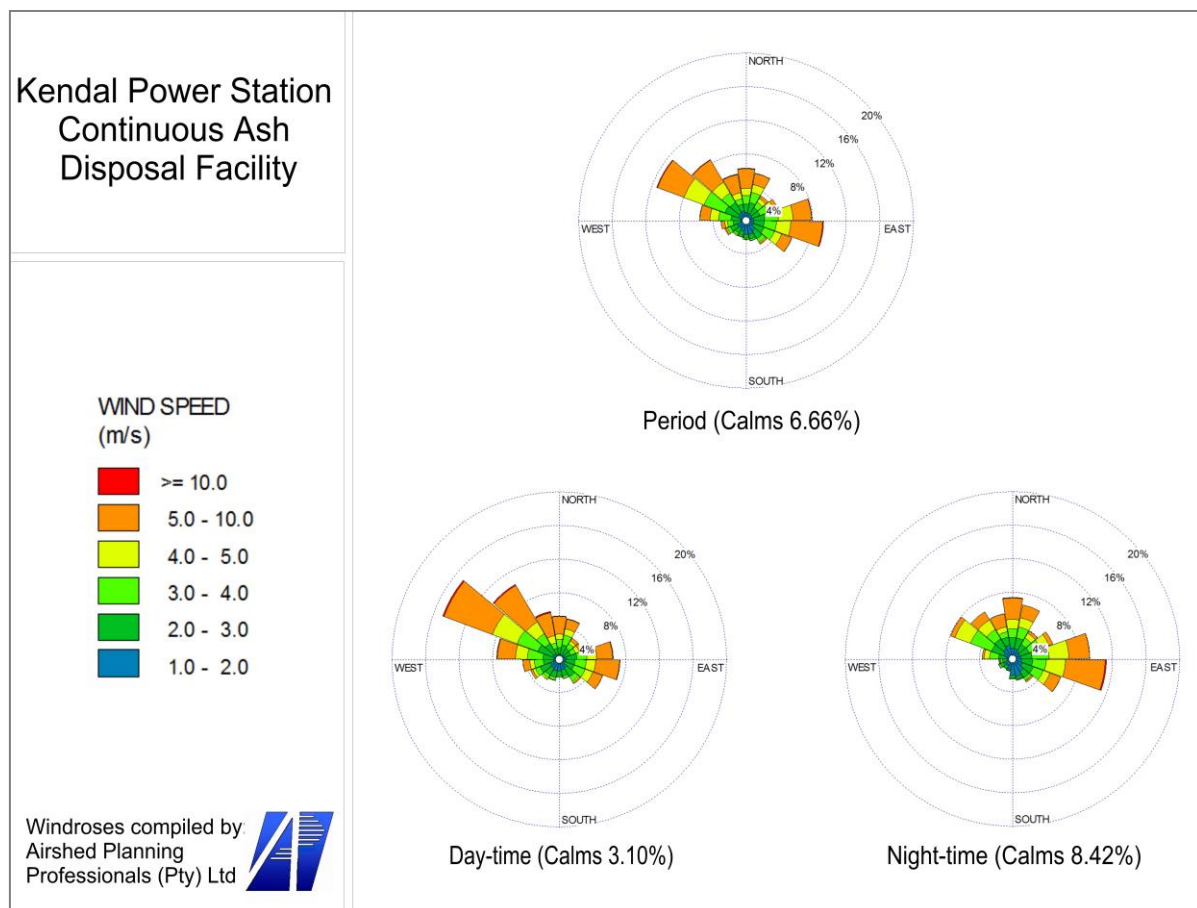 Kendal Power Station
Continuous Ash
Disposal Facility
WIND SPEED
(m/s)
>= 10.0
5.0 - 10.0
4.0 - 5.0
3.0 - 4.0
2.0 - 3.0
1.0 - 2.0
Windroses compiled by:
Airshed Planning
Professionals (Pty) Ltd
NORTH
20%
16%
12%
8%
4%
WEST
EAST
SOUTH
Period (Calms 6.66%)
NORTH
20%
16%
12%
8%
4%
WEST
EAST
SOUTH
Day-time (Calms 3.10%)
NORTH
20%
16%
12%
8%
4%
WEST
EAST
SOUTH
Night-time (Calms 8.42%)